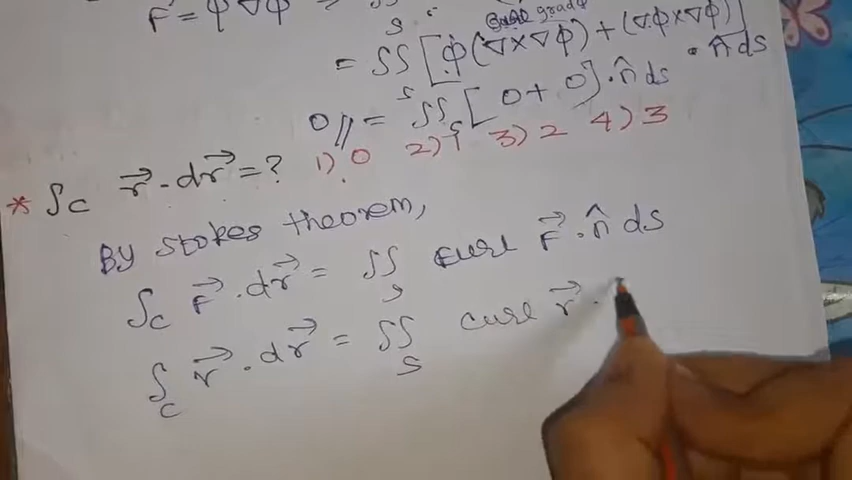 F = φ∇φ = ∬S
= ∬S [φ(∇×∇φ) + (∇φ×∇φ)] · n̂ ds
0 // = ∬S [0+0] · n̂ ds
* ∫C r⃗ · dr⃗ = ? 1) 0 2) 1 3) 2 4) 3
By stokes theorem,
∫C F⃗ · dr⃗ = ∬S curl F⃗ · n̂ ds
∫C r⃗ · dr⃗ = ∬S curl r⃗ ·